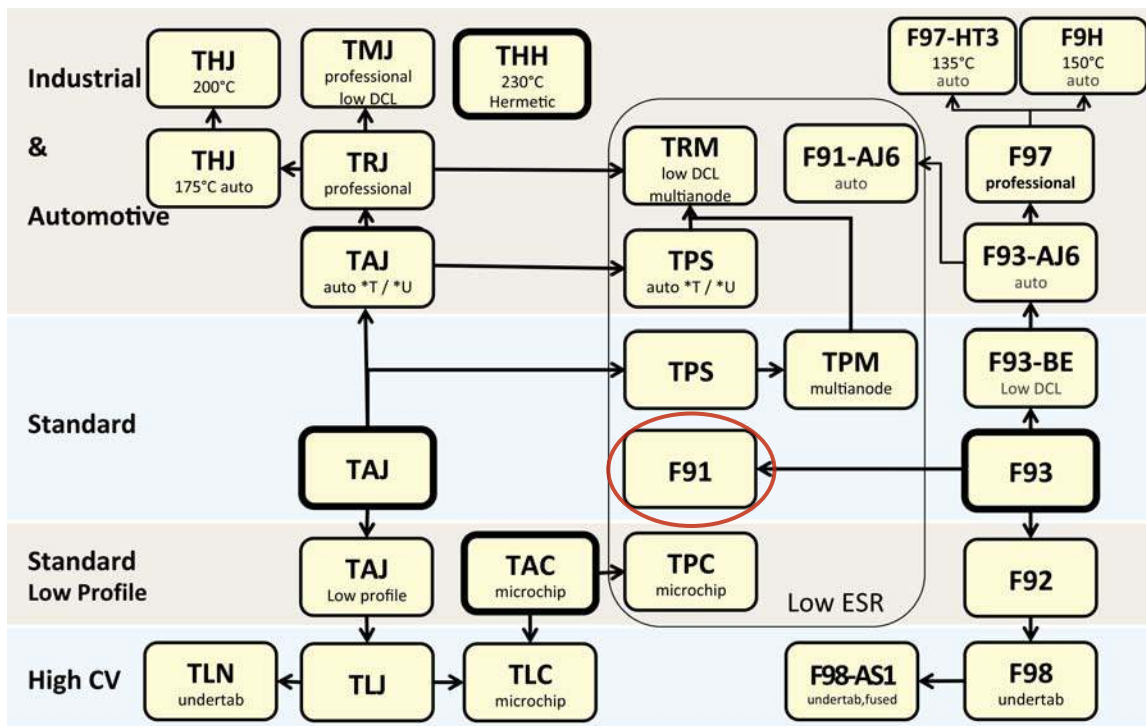 Industrial
&
Automotive
THJ
200°C
TMJ
professional
low DCL
THH
230°C
Hermetic
F97-HT3
135°C
auto
F9H
150°C
auto
THJ
175°C auto
TRJ
professional
TRM
low DCL
multianode
F91-AJ6
auto
F97
professional
TAJ
auto *T / *U
TPS
auto *T / *U
F93-AJ6
auto
Standard
TPS
TPM
multianode
F93-BE
Low DCL
TAJ
F91
F93
Standard
Low Profile
TAJ
Low profile
TAC
microchip
TPC
microchip
Low ESR
F92
High CV
TLN
undertab
TLJ
TLC
microchip
F98-AS1
undertab,fused
F98
undertab